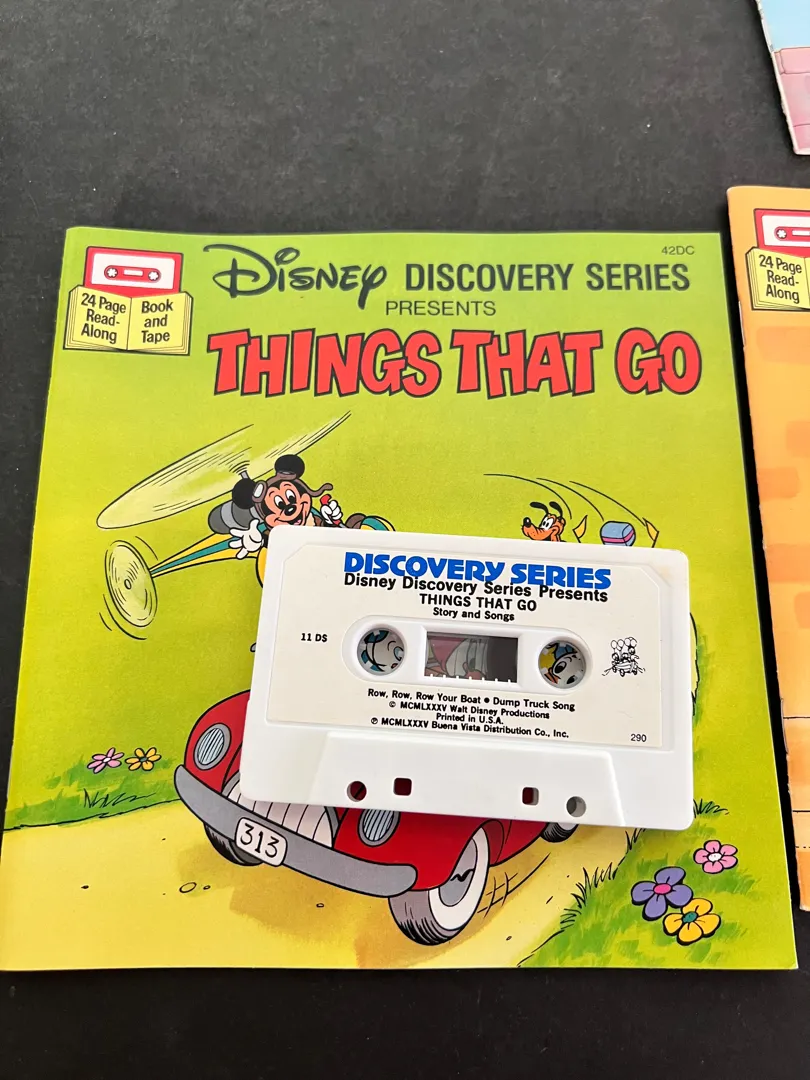 42DC
Disney DISCOVERY SERIES
PRESENTS
THINGS THAT GO
24 Page
Read-
Along
Book
and
Tape
24 Page
Read-
Along
DISCOVERY SERIES
Disney Discovery Series Presents
THINGS THAT GO
Story and Songs
11 DS
Row, Row, Row Your Boat • Dump Truck Song
© MCMLXXXV Walt Disney Productions
Printed in U.S.A.
℗ MCMLXXXV Buena Vista Distribution Co., Inc.
290
313